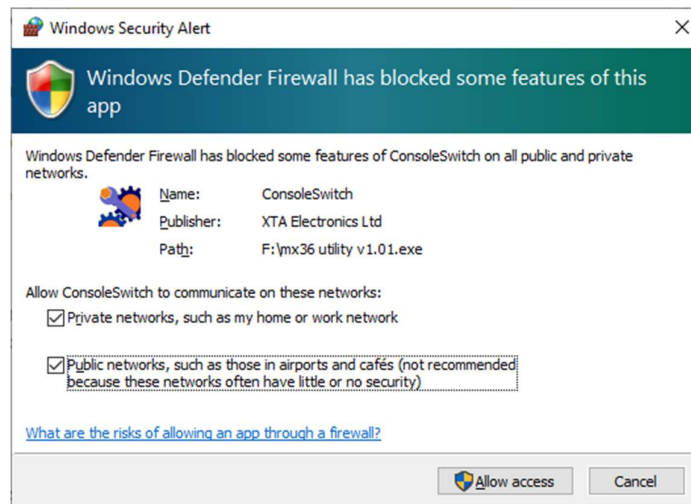 Windows Security Alert
Windows Defender Firewall has blocked some features of this
app
Windows Defender Firewall has blocked some features of ConsoleSwitch on all public and private
networks.
Name: ConsoleSwitch
Publisher: XTA Electronics Ltd
Path: F:\mx36 utility v1.01.exe
Allow ConsoleSwitch to communicate on these networks:
Private networks, such as my home or work network
Public networks, such as those in airports and cafés (not recommended
because these networks often have little or no security)
What are the risks of allowing an app through a firewall?
Allow access Cancel